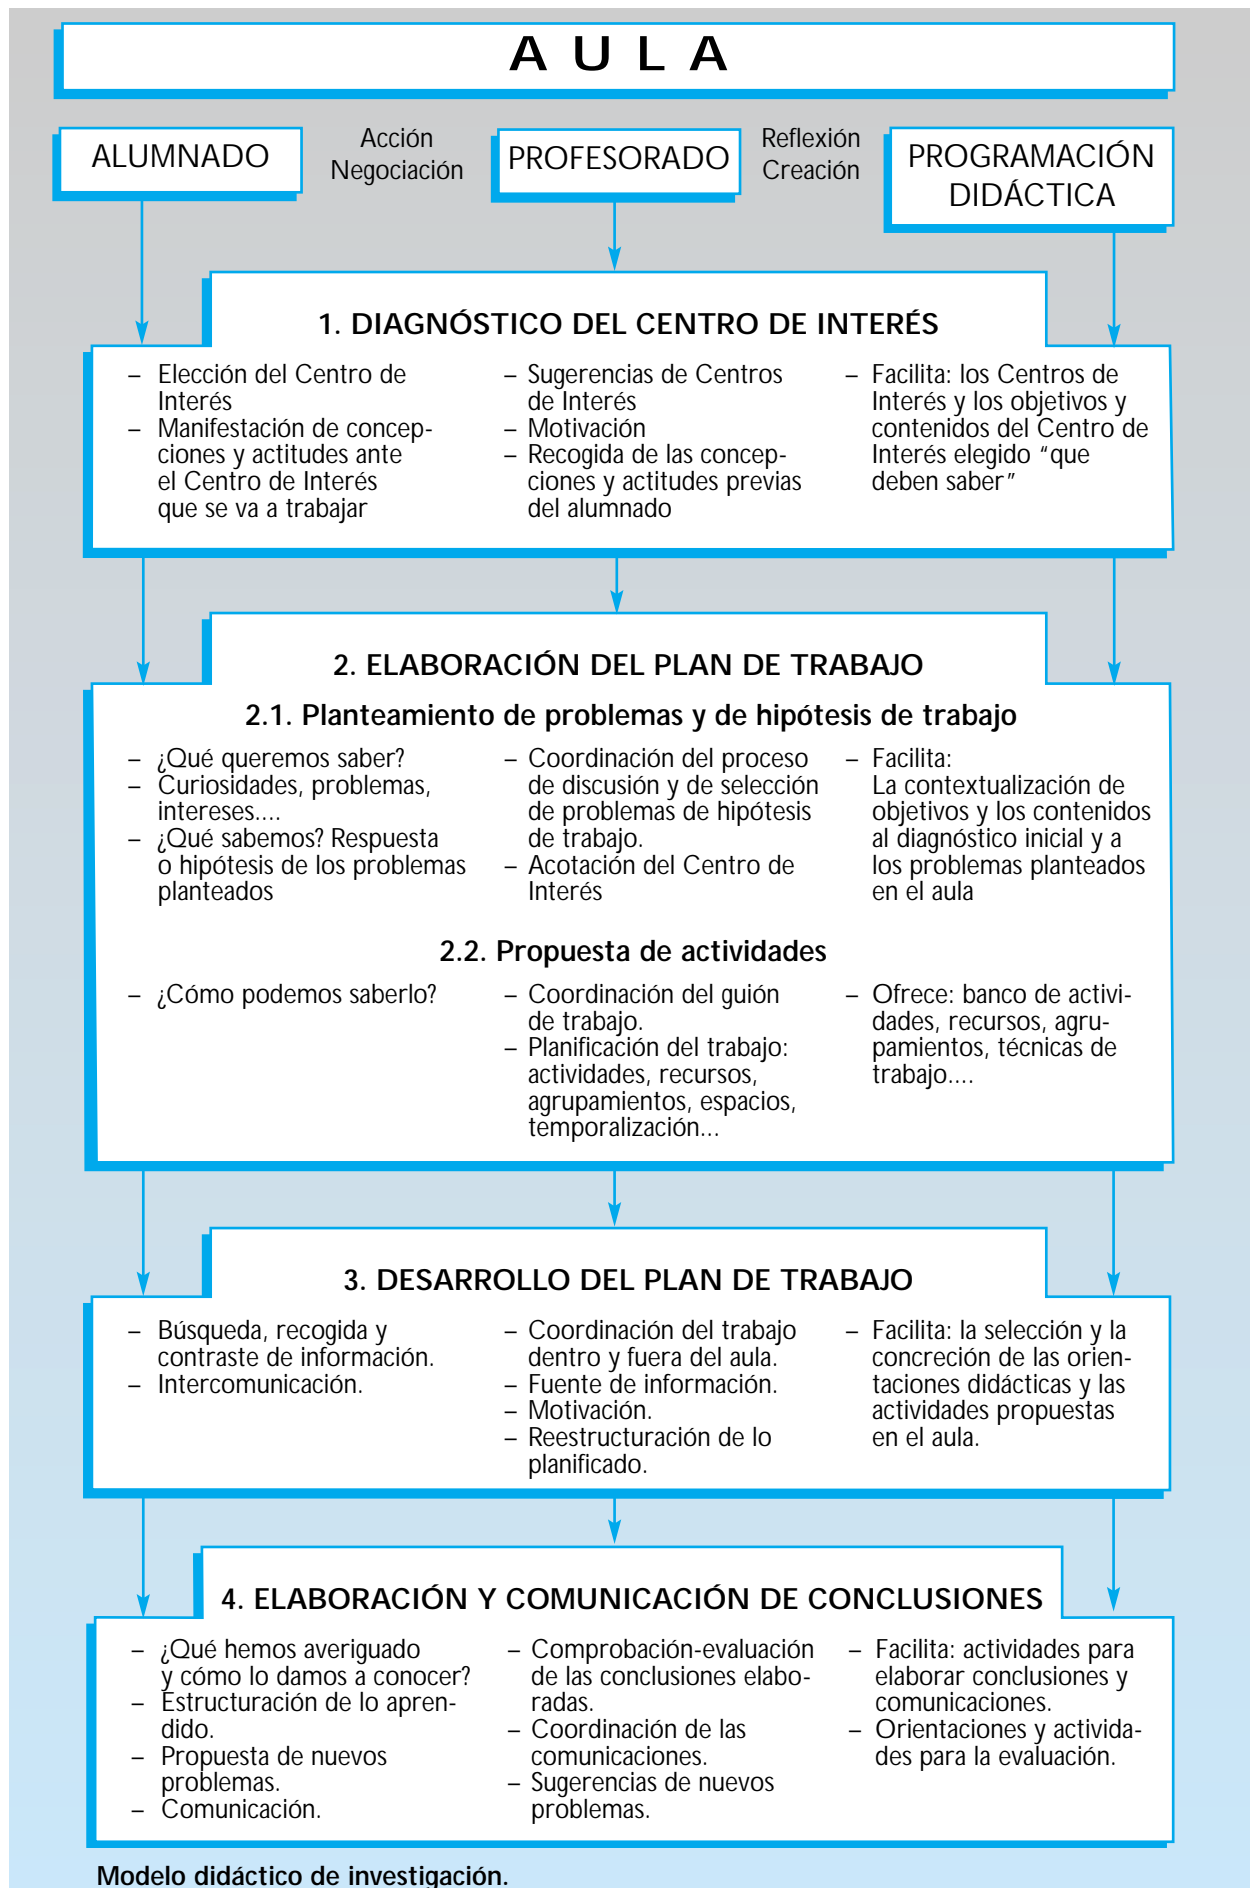 AULA
ALUMNADO
Acción
Negociación
PROFESORADO
Reflexión
Creación
PROGRAMACIÓN
DIDÁCTICA
1. DIAGNÓSTICO DEL CENTRO DE INTERÉS
– Elección del Centro de
Interés
– Manifestación de concep-
ciones y actitudes ante
el Centro de Interés
que se va a trabajar
– Sugerencias de Centros
de Interés
– Motivación
– Recogida de las concep-
ciones y actitudes previas
del alumnado
– Facilita: los Centros de
Interés y los objetivos y
contenidos del Centro de
Interés elegido “que
deben saber”
2. ELABORACIÓN DEL PLAN DE TRABAJO
2.1. Planteamiento de problemas y de hipótesis de trabajo
– ¿Qué queremos saber?
– Curiosidades, problemas,
intereses....
– ¿Qué sabemos? Respuesta
o hipótesis de los problemas
planteados
– Coordinación del proceso
de discusión y de selección
de problemas de hipótesis
de trabajo.
– Acotación del Centro de
Interés
– Facilita:
La contextualización de
objetivos y los contenidos
al diagnóstico inicial y a
los problemas planteados
en el aula
2.2. Propuesta de actividades
– ¿Cómo podemos saberlo?
– Coordinación del guión
de trabajo.
– Planificación del trabajo:
actividades, recursos,
agrupamientos, espacios,
temporalización...
– Ofrece: banco de activi-
dades, recursos, agru-
pamientos, técnicas de
trabajo....
3. DESARROLLO DEL PLAN DE TRABAJO
– Búsqueda, recogida y
contraste de información.
– Intercomunicación.
– Coordinación del trabajo
dentro y fuera del aula.
– Fuente de información.
– Motivación.
– Reestructuración de lo
planificado.
– Facilita: la selección y la
concreción de las orien-
taciones didácticas y las
actividades propuestas
en el aula.
4. ELABORACIÓN Y COMUNICACIÓN DE CONCLUSIONES
– ¿Qué hemos averiguado
y cómo lo damos a conocer?
– Estructuración de lo apren-
dido.
– Propuesta de nuevos
problemas.
– Comunicación.
– Comprobación-evaluación
de las conclusiones elabo-
radas.
– Coordinación de las
comunicaciones.
– Sugerencias de nuevos
problemas.
– Facilita: actividades para
elaborar conclusiones y
comunicaciones.
– Orientaciones y activida-
des para la evaluación.
Modelo didáctico de investigación.